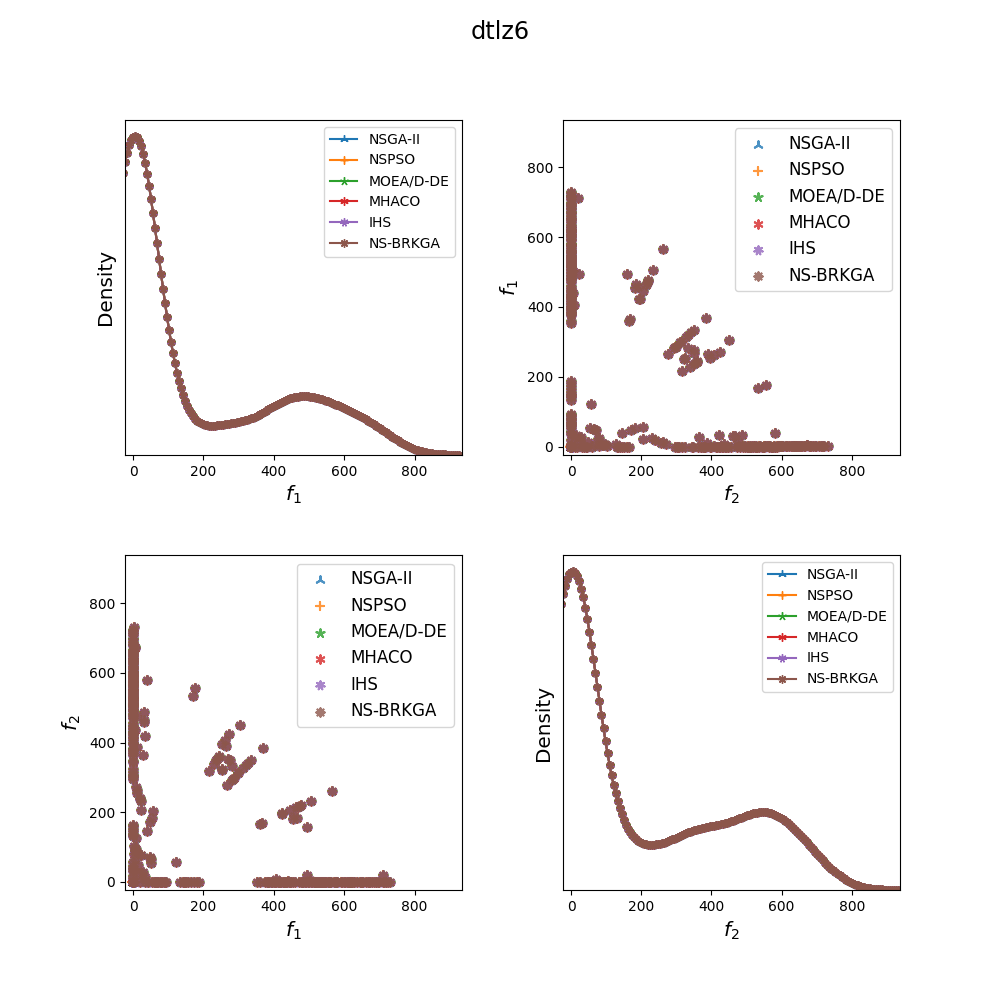 dtlz6
Density
NSGA-II
NSPSO
MOEA/D-DE
MHACO
IHS
NS-BRKGA
0 200 400 600 800
f1
f1
800
600
400
200
0
NSGA-II
NSPSO
MOEA/D-DE
MHACO
IHS
NS-BRKGA
0 200 400 600 800
f2
f2
800
600
400
200
0
NSGA-II
NSPSO
MOEA/D-DE
MHACO
IHS
NS-BRKGA
0 200 400 600 800
f1
Density
NSGA-II
NSPSO
MOEA/D-DE
MHACO
IHS
NS-BRKGA
0 200 400 600 800
f2